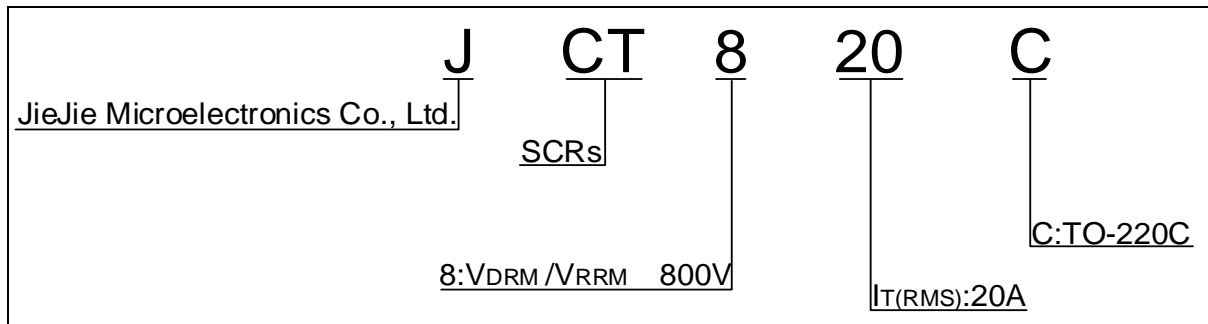 J CT 8 20 C
JieJie Microelectronics Co., Ltd.
SCRs
C:TO-220C
8:VDRM /VRRM 800V
IT(RMS):20A